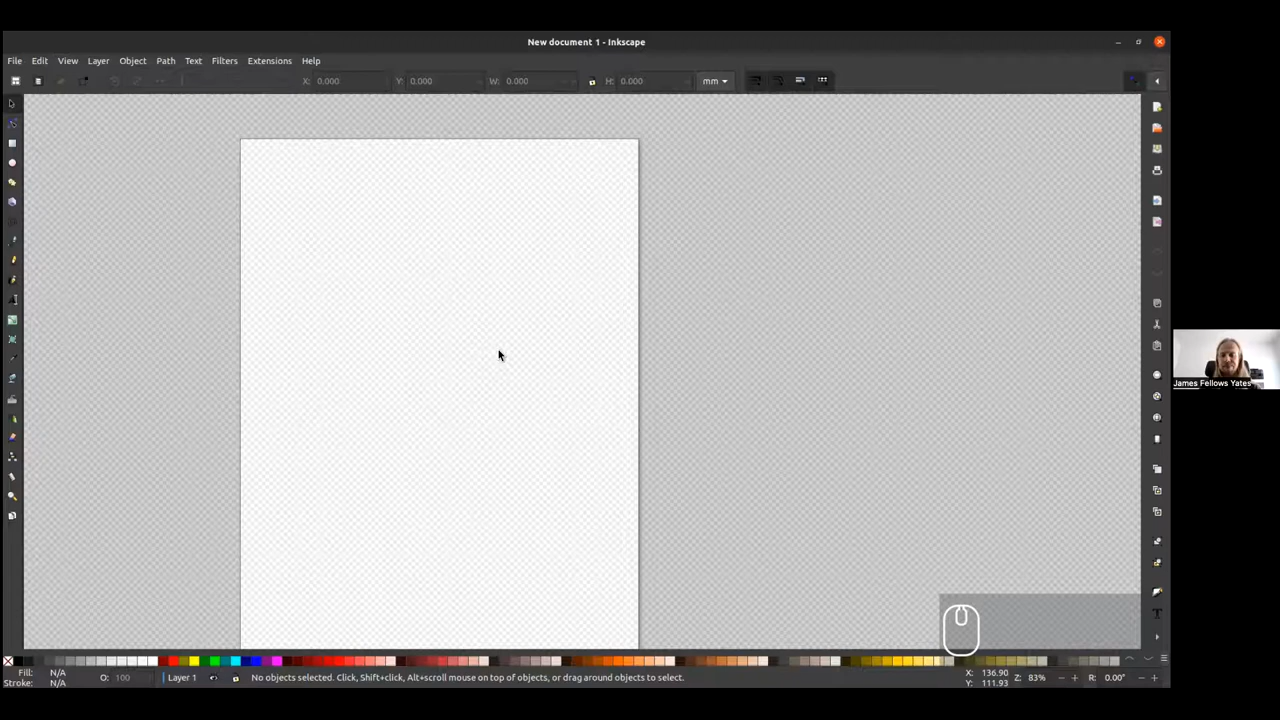 New document 1 - Inkscape
File Edit View Layer Object Path Text Filters Extensions Help
X: 0.000 Y: 0.000 W: 0.000 H: 0.000 mm
James Fellows Yates
Fill: N/A
Stroke: N/A
O: 100
Layer 1
No objects selected. Click, Shift+click, Alt+scroll mouse on top of objects, or drag around objects to select.
X: 136.90
Y: 111.93
Z: 83%
R: 0.00°